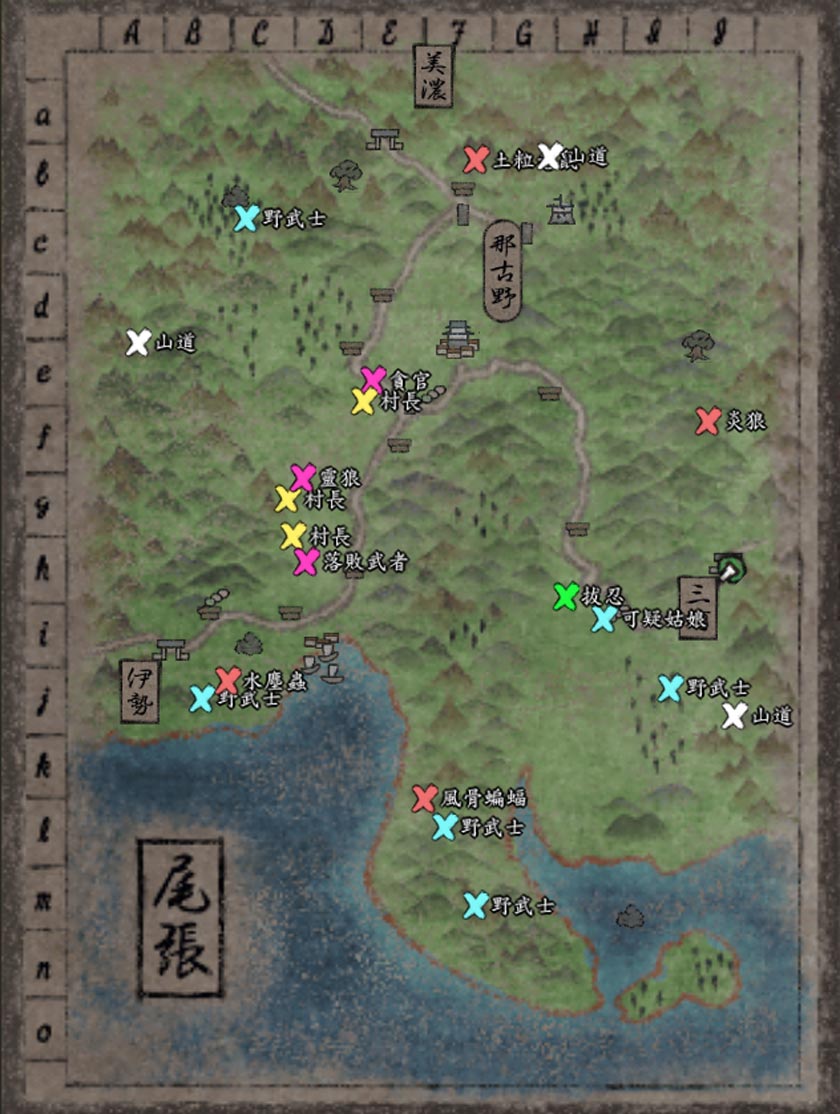 A B C D E F G H I J
a
美濃
b
土粒
山道
c
野武士
那古野
d
山道
e
貪官
村長
f
炎狼
靈狼
g
村長
村長
h
落敗武者
拔忍
三
可疑姑娘
i
伊勢
水塵蟲
野武士
野武士
j
山道
k
風骨蝙蝠
l
野武士
尾張
m
野武士
n
o